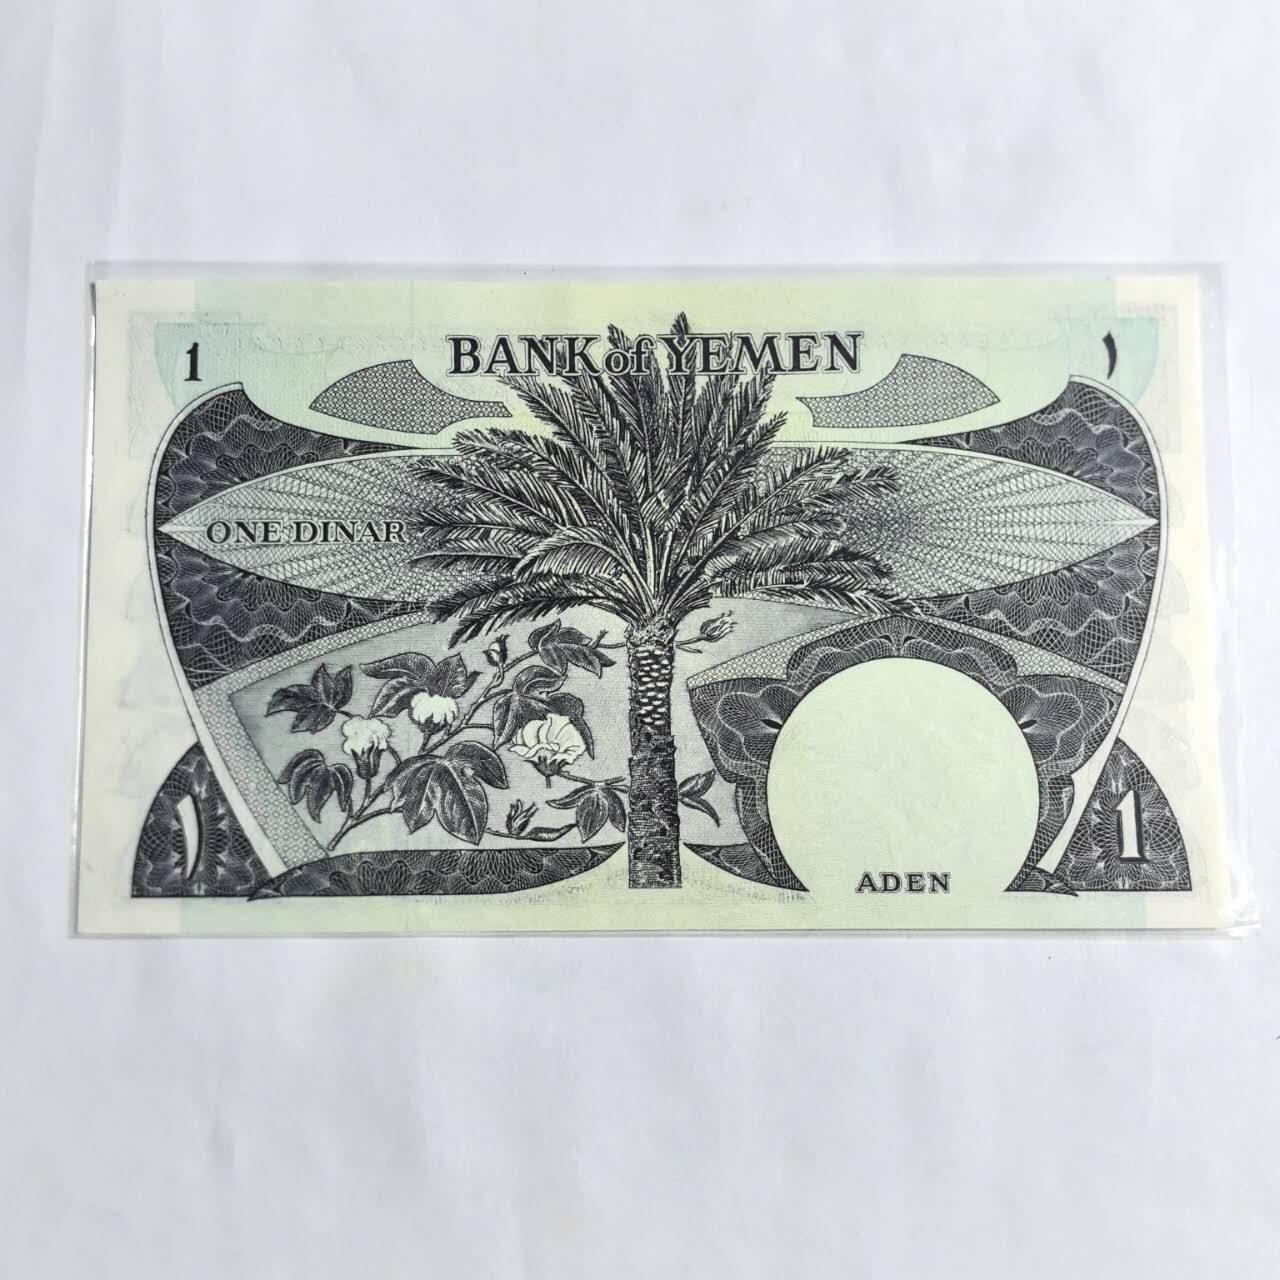 1 BANK of YEMEN ١
ONE DINAR
١ 1
ADEN